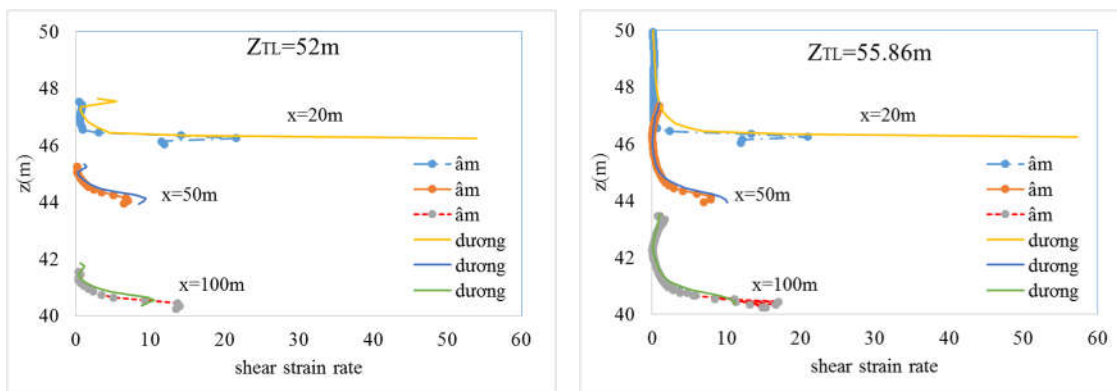 50
48
46
44
42
40
z(m)
Z_TL=52m
x=20m
x=50m
x=100m
âm
âm
âm
dương
dương
dương
0
10
20
30
40
50
60
shear strain rate
50
48
46
44
42
40
z(m)
Z_TL=55.86m
x=20m
x=50m
x=100m
âm
âm
âm
dương
dương
dương
0
10
20
30
40
50
60
shear strain rate